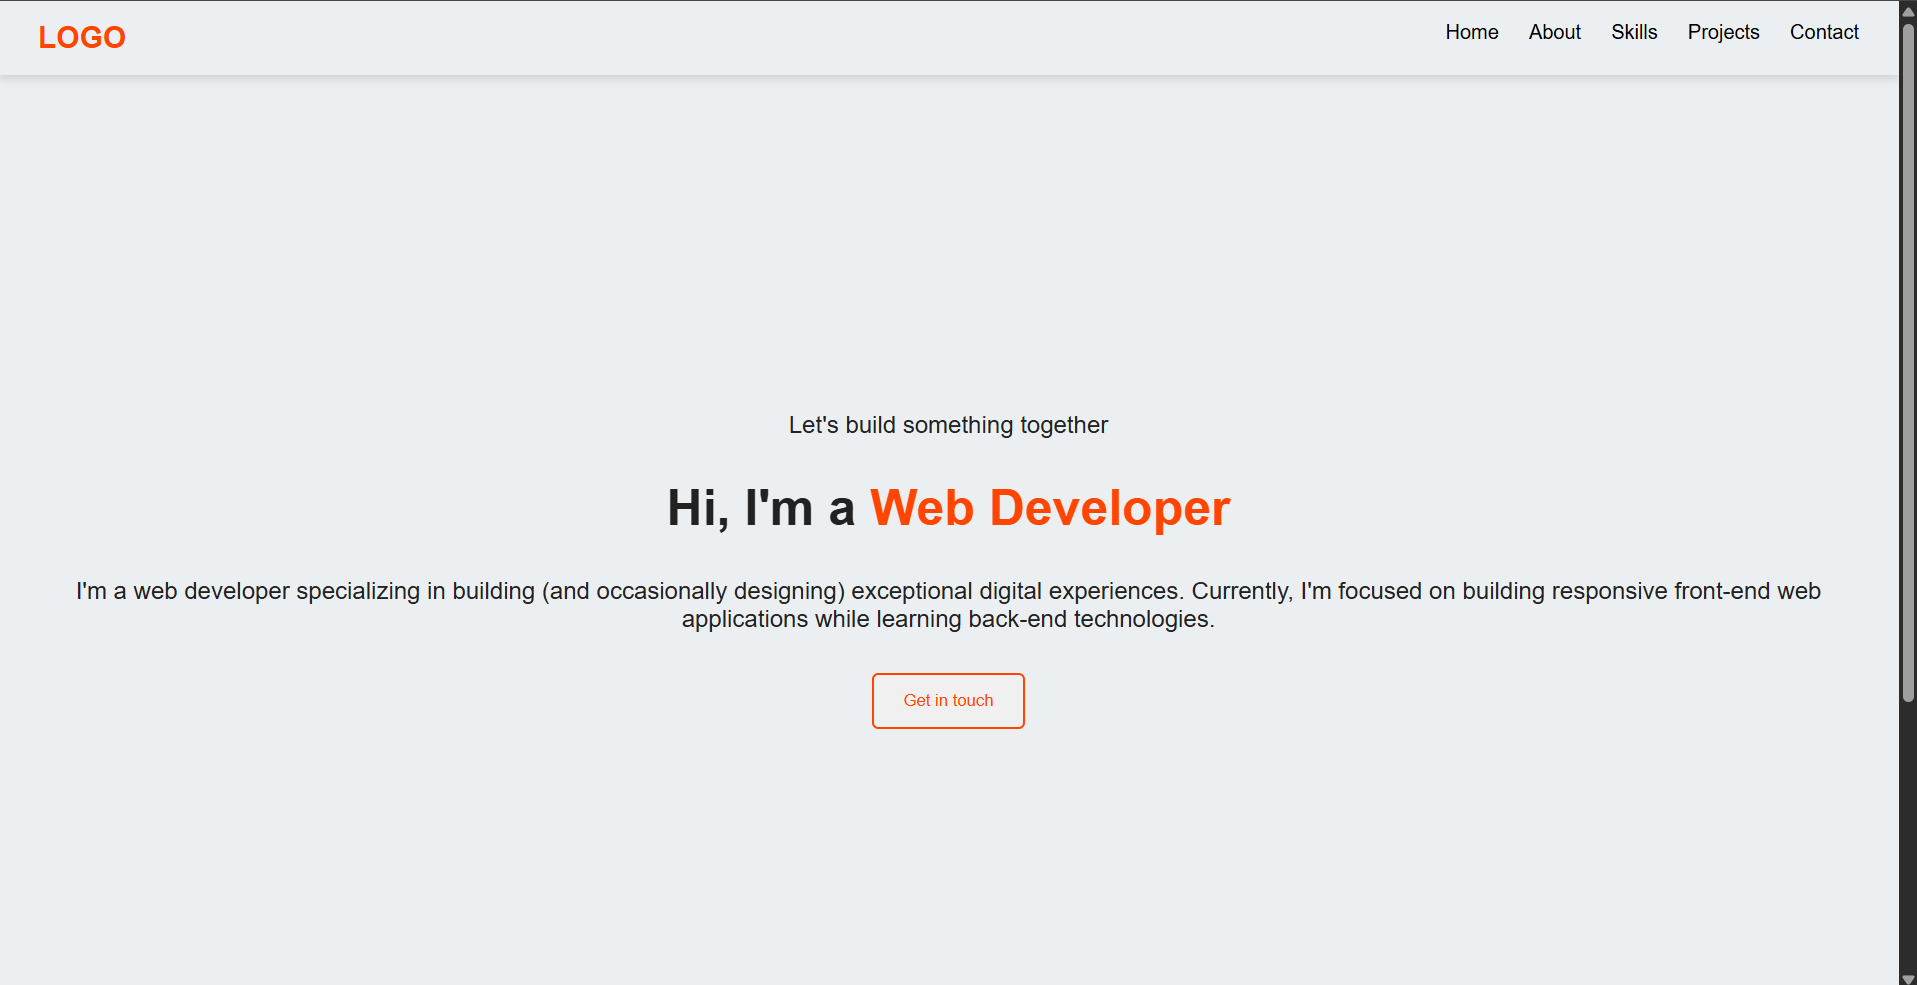 LOGO
Home About Skills Projects Contact
Let's build something together
Hi, I'm a Web Developer
I'm a web developer specializing in building (and occasionally designing) exceptional digital experiences. Currently, I'm focused on building responsive front-end web
applications while learning back-end technologies.
Get in touch